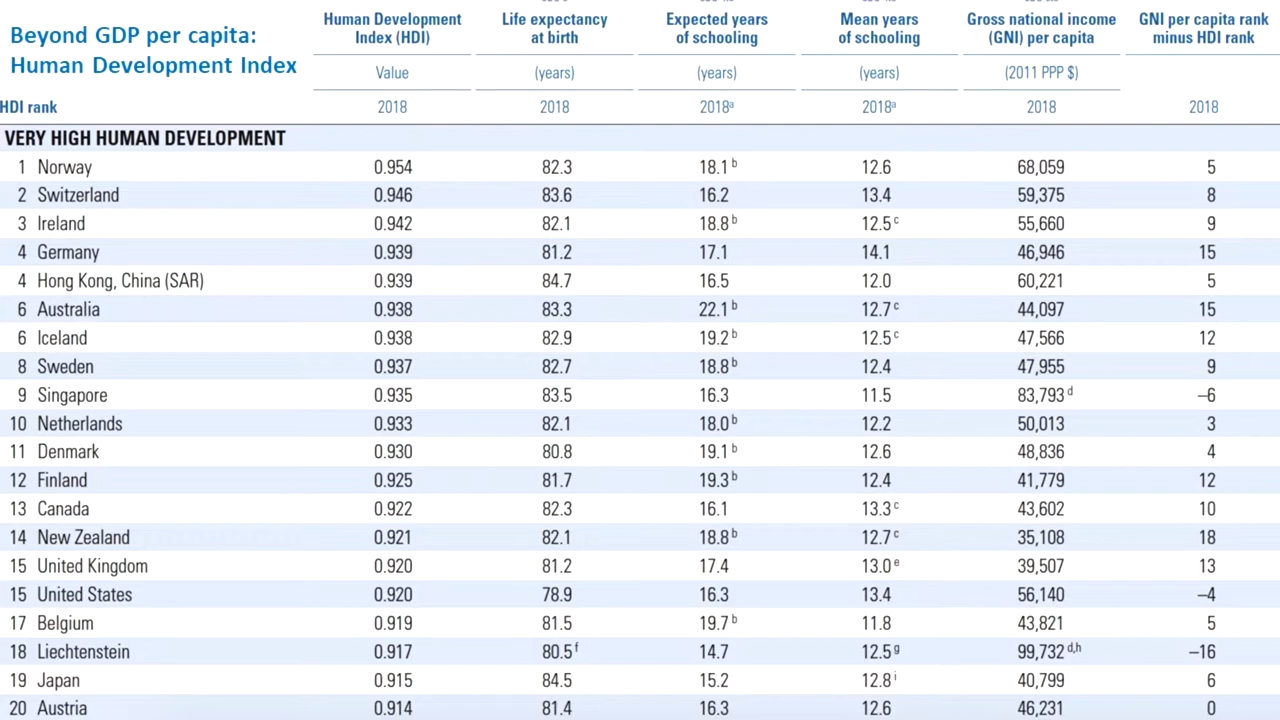 Beyond GDP per capita:
Human Development Index
Human Development Index (HDI) Life expectancy at birth Expected years of schooling Mean years of schooling Gross national income (GNI) per capita GNI per capita rank minus HDI rank
Value (years) (years) (years) (2011 PPP $)
HDI rank 2018 2018 2018ᵃ 2018ᵃ 2018 2018
VERY HIGH HUMAN DEVELOPMENT
1 Norway 0.954 82.3 18.1 ᵇ 12.6 68,059 5
2 Switzerland 0.946 83.6 16.2 13.4 59,375 8
3 Ireland 0.942 82.1 18.8 ᵇ 12.5 ᶜ 55,660 9
4 Germany 0.939 81.2 17.1 14.1 46,946 15
4 Hong Kong, China (SAR) 0.939 84.7 16.5 12.0 60,221 5
6 Australia 0.938 83.3 22.1 ᵇ 12.7 ᶜ 44,097 15
6 Iceland 0.938 82.9 19.2 ᵇ 12.5 ᶜ 47,566 12
8 Sweden 0.937 82.7 18.8 ᵇ 12.4 47,955 9
9 Singapore 0.935 83.5 16.3 11.5 83,793 ᵈ –6
10 Netherlands 0.933 82.1 18.0 ᵇ 12.2 50,013 3
11 Denmark 0.930 80.8 19.1 ᵇ 12.6 48,836 4
12 Finland 0.925 81.7 19.3 ᵇ 12.4 41,779 12
13 Canada 0.922 82.3 16.1 13.3 ᶜ 43,602 10
14 New Zealand 0.921 82.1 18.8 ᵇ 12.7 ᶜ 35,108 18
15 United Kingdom 0.920 81.2 17.4 13.0 ᵉ 39,507 13
15 United States 0.920 78.9 16.3 13.4 56,140 –4
17 Belgium 0.919 81.5 19.7 ᵇ 11.8 43,821 5
18 Liechtenstein 0.917 80.5 ᶠ 14.7 12.5 ᵍ 99,732 ᵈ,ʰ –16
19 Japan 0.915 84.5 15.2 12.8 ⁱ 40,799 6
20 Austria 0.914 81.4 16.3 12.6 46,231 0